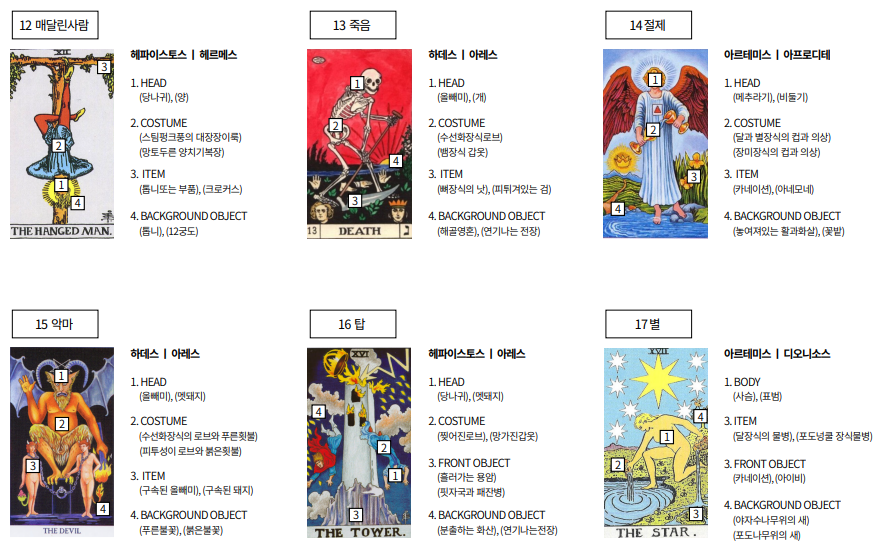 12 매달린사람
XII
3
2
1
4
THE HANGED MAN.
헤파이스토스 | 헤르메스
1. HEAD
(당나귀), (양)
2. COSTUME
(스팀펑크풍의 대장장이룩)
(망토두른 양치기복장)
3. ITEM
(톱니또는 부품), (크로커스)
4. BACKGROUND OBJECT
(톱니), (12궁도)
13 죽음
1
2
4
3
13 DEATH
하데스 | 아레스
1. HEAD
(올빼미), (개)
2. COSTUME
(수선화장식로브)
(뱀장식 갑옷)
3. ITEM
(뼈장식의 낫), (피튀겨있는 검)
4. BACKGROUND OBJECT
(해골영혼), (연기나는 전장)
14 절제
1
2
3
4
아르테미스 | 아프로디테
1. HEAD
(메추라기), (비둘기)
2. COSTUME
(달과 별장식의 컵과 의상)
(장미장식의 컵과 의상)
3. ITEM
(카네이션), (아네모네)
4. BACKGROUND OBJECT
(놓여져있는 활과화살), (꽃밭)
15 악마
1
2
3
4
THE DEVIL
하데스 | 아레스
1. HEAD
(올빼미), (멧돼지)
2. COSTUME
(수선화장식의 로브와 푸른횃불)
(피투성이 로브와 붉은횃불)
3. ITEM
(구속된 올빼미), (구속된 돼지)
4. BACKGROUND OBJECT
(푸른불꽃), (붉은불꽃)
16 탑
XVI
4
2
1
3
THE TOWER.
헤파이스토스 | 아레스
1. HEAD
(당나귀), (멧돼지)
2. COSTUME
(찢어진로브), (망가진갑옷)
3. FRONT OBJECT
(흘러가는 용암)
(핏자국과 패잔병)
4. BACKGROUND OBJECT
(분출하는 화산), (연기나는전장)
17 별
XVII
4
1
2
3
THE STAR.
아르테미스 | 디오니소스
1. BODY
(사슴), (표범)
3. ITEM
(달장식의 물병), (포도넝쿨 장식물병)
3. FRONT OBJECT
(카네이션), (아이비)
4. BACKGROUND OBJECT
(야자수나무위의 새)
(포도나무위의 새)